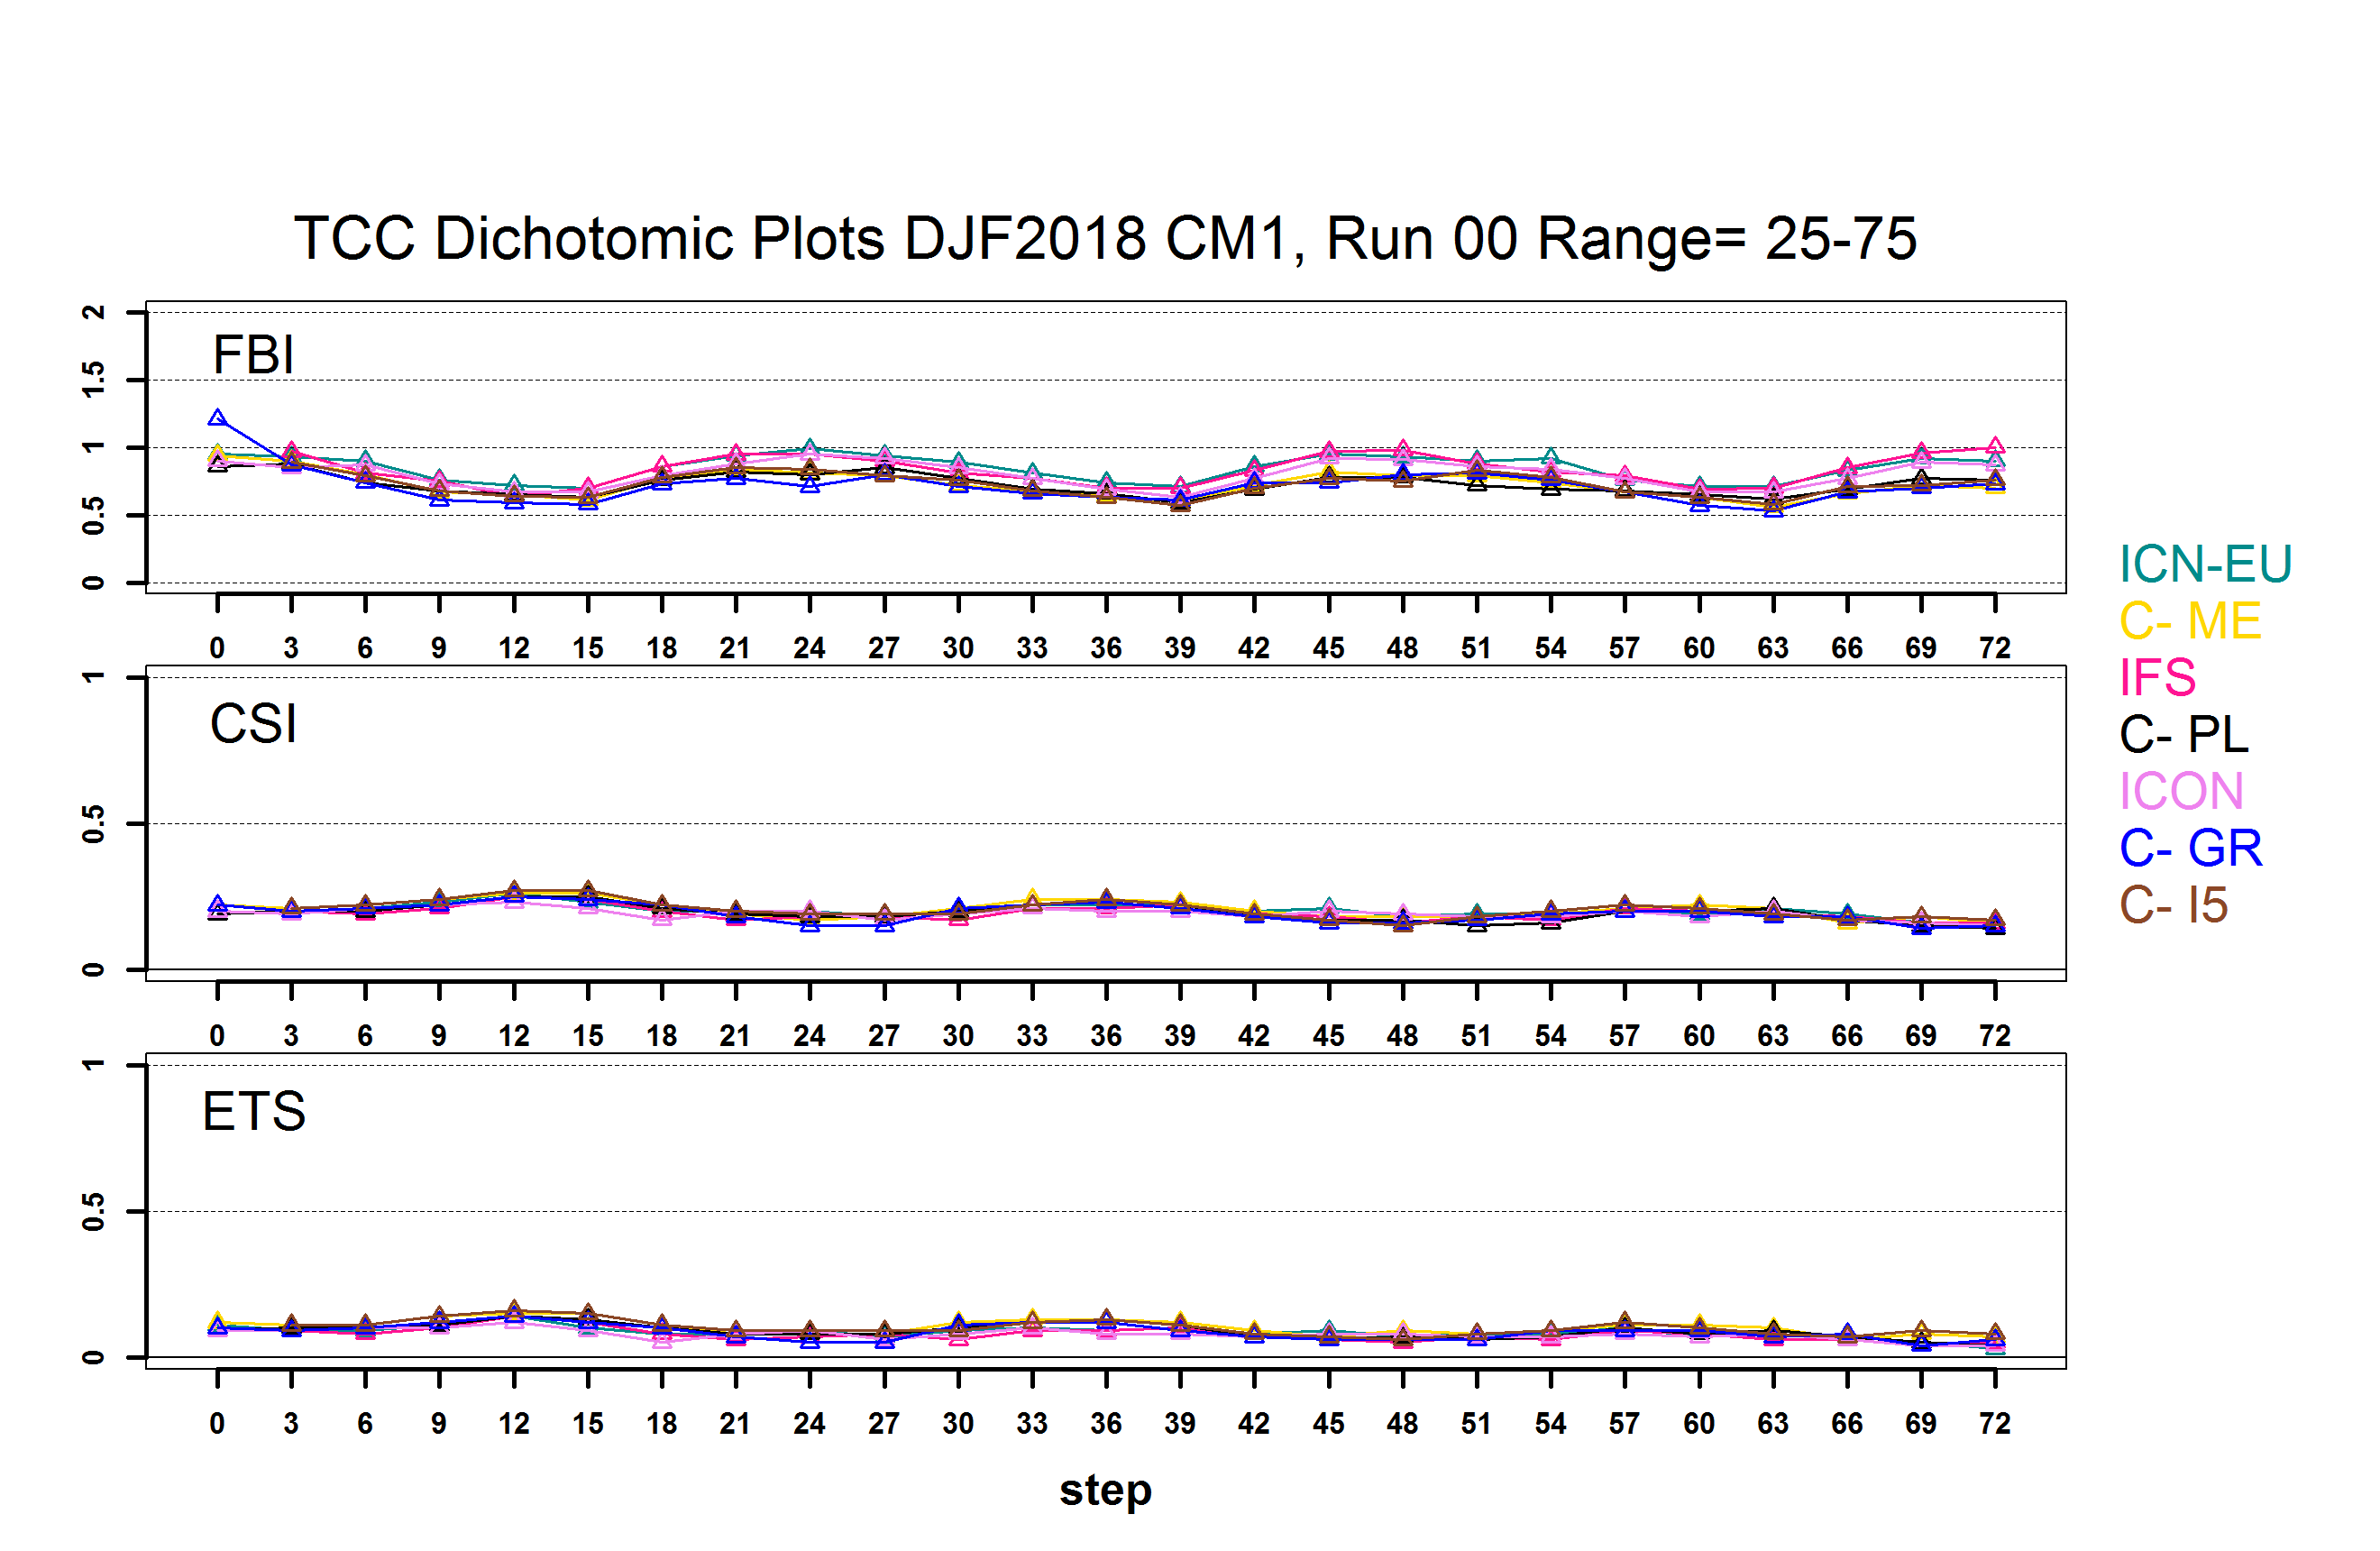 TCC Dichotomic Plots DJF2018 CM1, Run 00 Range= 25-75
2
1.5
1
0.5
0
FBI
0 3 6 9 12 15 18 21 24 27 30 33 36 39 42 45 48 51 54 57 60 63 66 69 72
1
0.5
0
CSI
0 3 6 9 12 15 18 21 24 27 30 33 36 39 42 45 48 51 54 57 60 63 66 69 72
1
0.5
0
ETS
0 3 6 9 12 15 18 21 24 27 30 33 36 39 42 45 48 51 54 57 60 63 66 69 72
step
ICN-EU
C- ME
IFS
C- PL
ICON
C- GR
C- I5